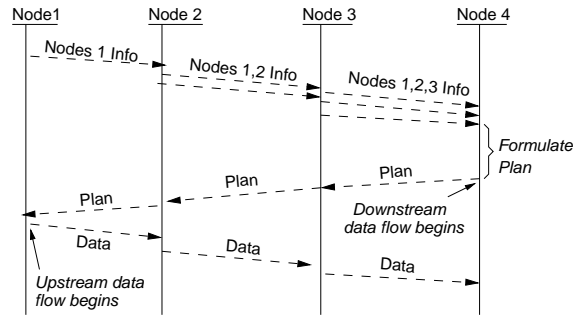 Node1
Node 2
Node 3
Node 4
Nodes 1 Info
Nodes 1,2 Info
Nodes 1,2,3 Info
Formulate
Plan
Plan
Plan
Plan
Downstream
data flow begins
Data
Data
Data
Upstream data
flow begins